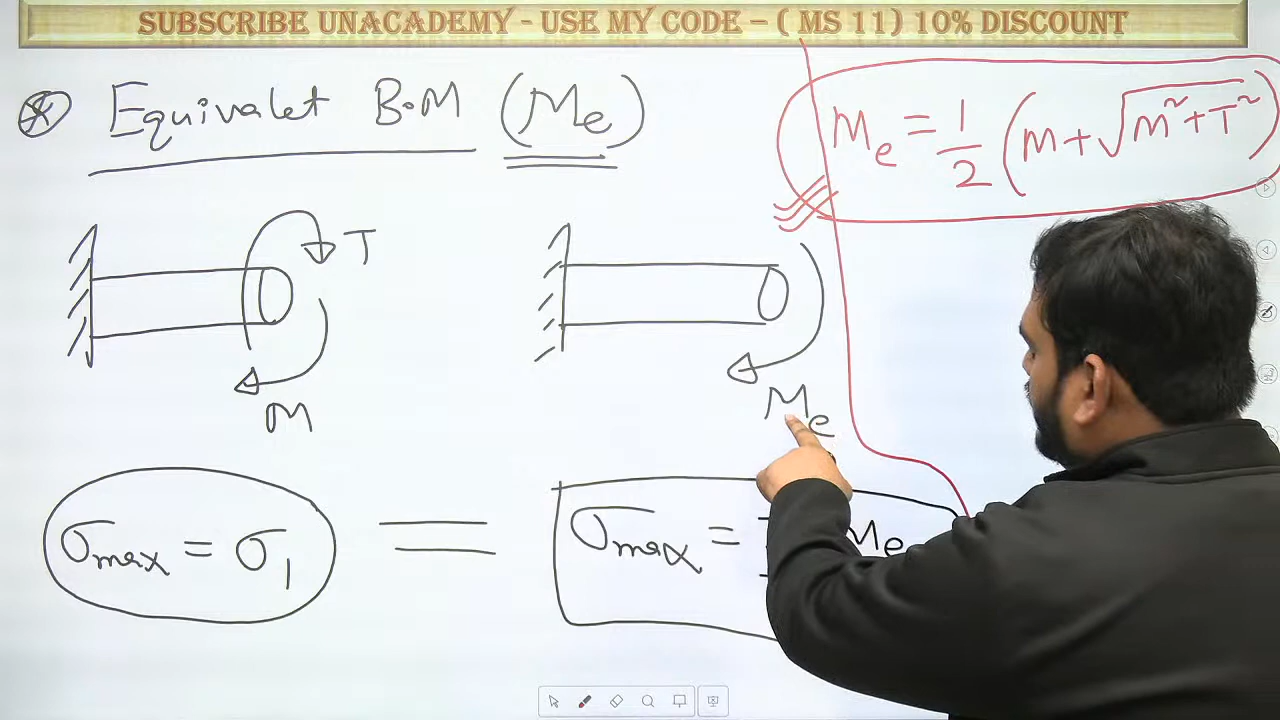 SUBSCRIBE UNACADEMY - USE MY CODE – ( MS 11) 10% DISCOUNT
Equivalet B.M (Me)
Me = 1/2 (M + √M² + T²)
T
M
Me
σmax = σ1 = σmax = Me